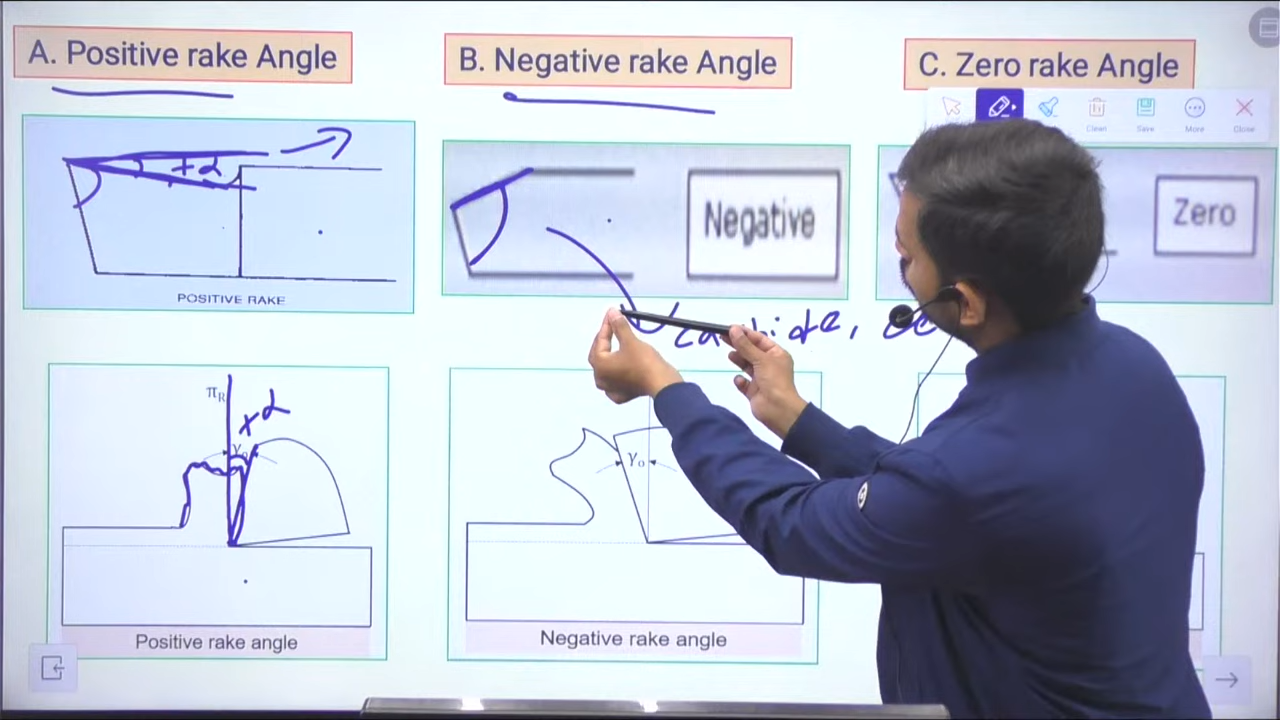 A. Positive rake Angle
B. Negative rake Angle
C. Zero rake Angle
Clean
Save
More
Close
+α
Negative
Zero
POSITIVE RAKE
πR
+α
γo
γo
Positive rake angle
Negative rake angle